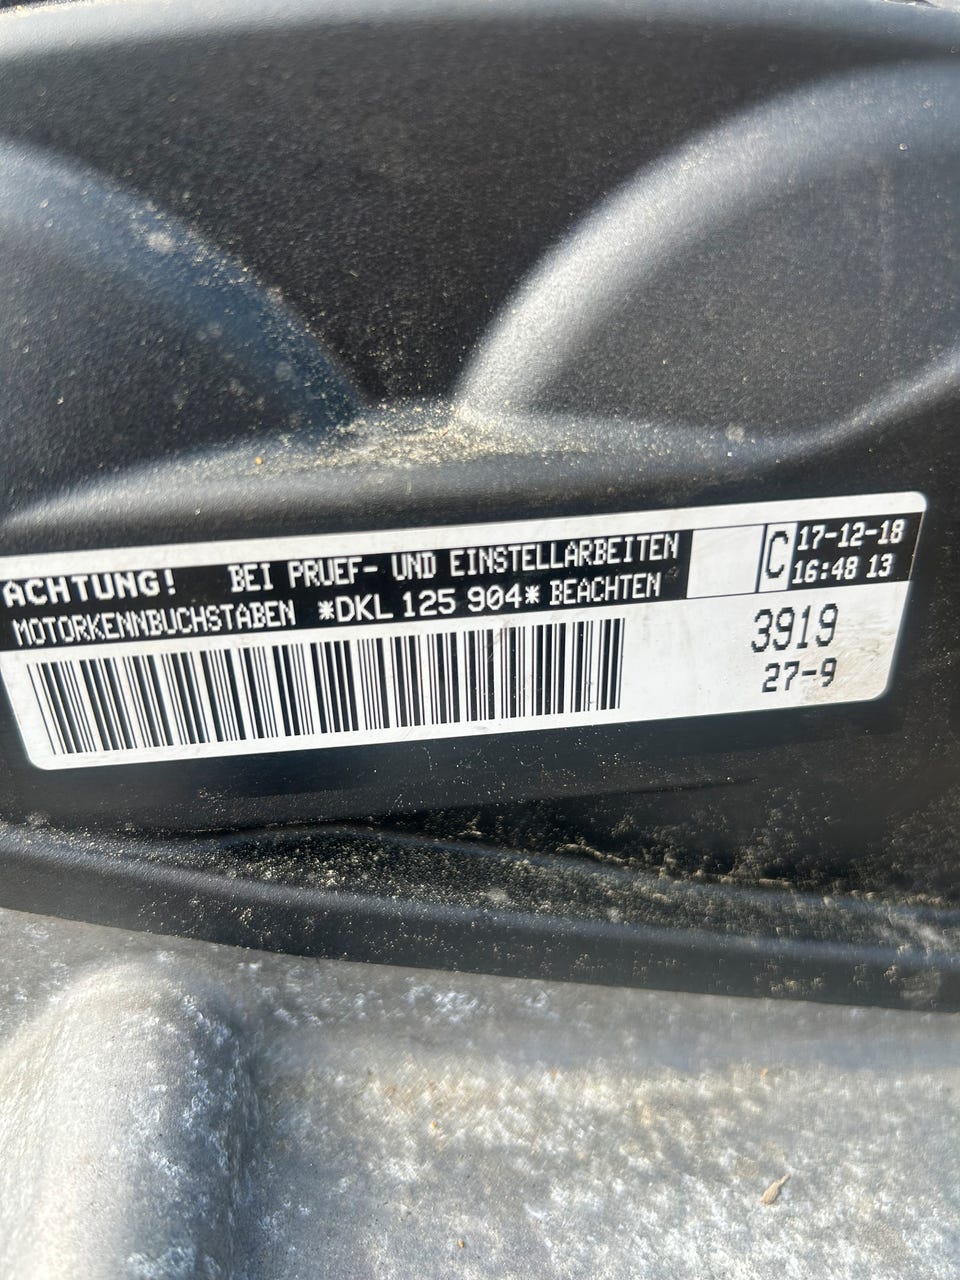 ACHTUNG! BEI PRUEF- UND EINSTELLARBEITEN
MOTORKENNBUCHSTABEN *DKL 125 904* BEACHTEN
C
17-12-18
16:48 13
3919
27-9